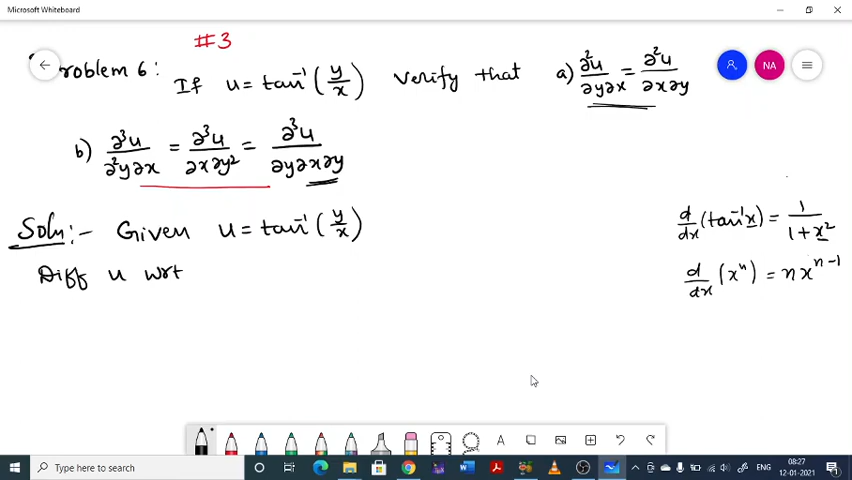 Microsoft Whiteboard
#3
Problem 6: If u = tan⁻¹(y/x) verify that a) ∂²u/∂y∂x = ∂²u/∂x∂y
b) ∂³u/∂²y∂x = ∂³u/∂x∂y² = ∂³u/∂y∂x∂y
Soln:- Given u = tan⁻¹(y/x)
d/dx (tan⁻¹x) = 1/1+x²
Diff u wrt
d/dx (xⁿ) = nxⁿ⁻¹
NA
Type here to search
ENG
08:27
12-01-2021